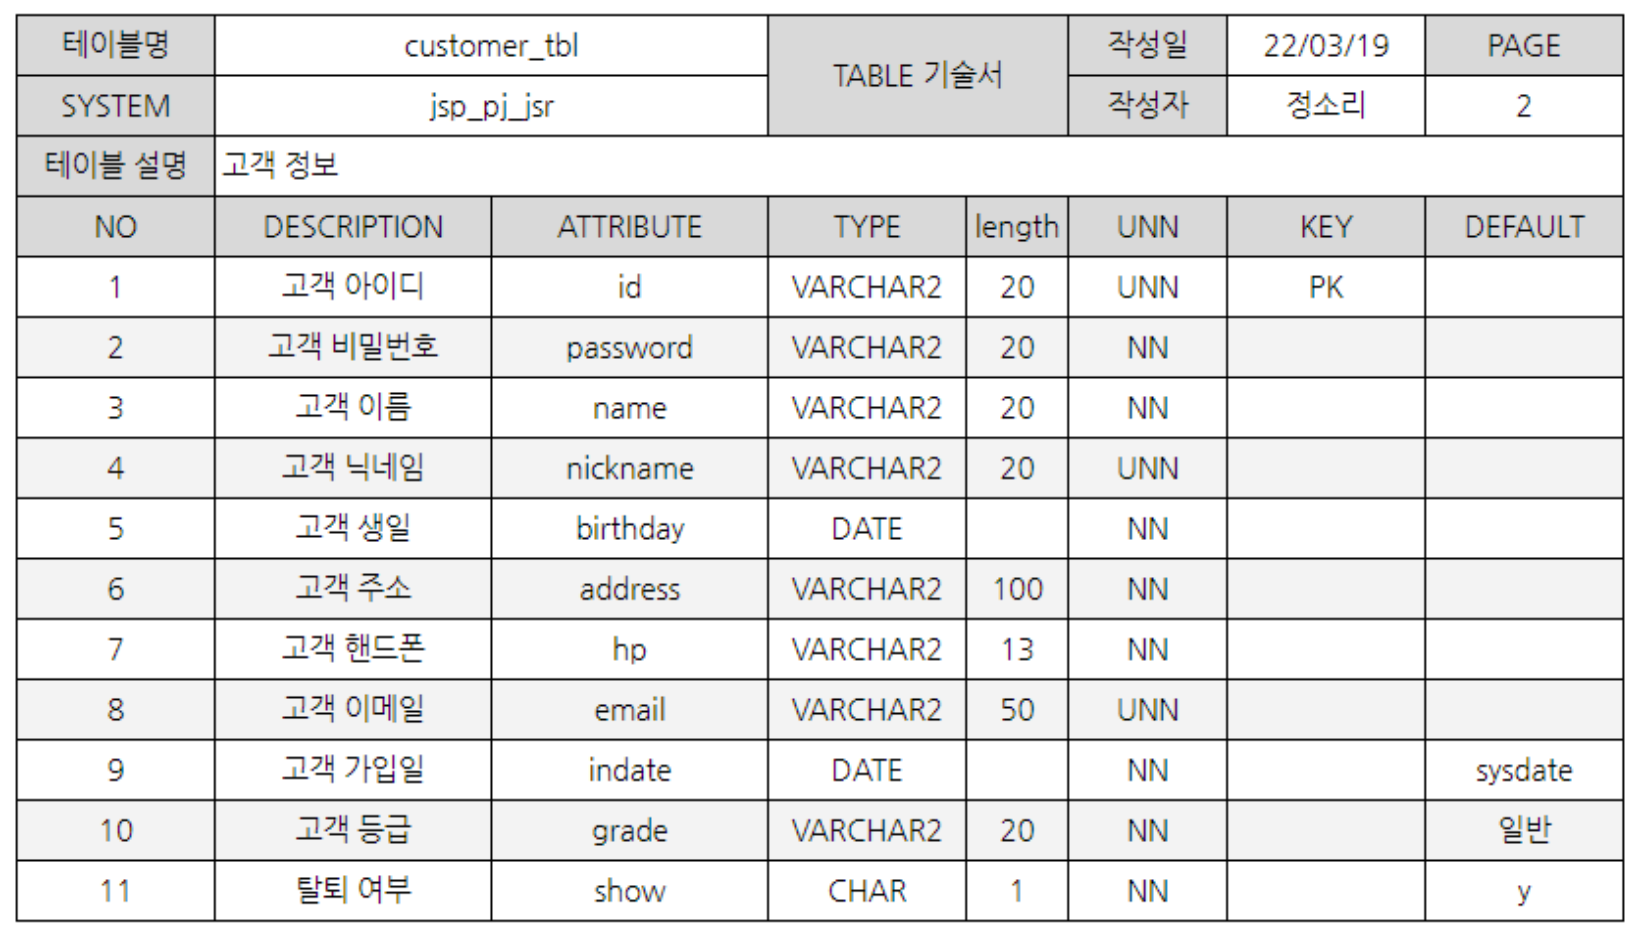 테이블명 customer_tbl TABLE 기술서 작성일 22/03/19 PAGE
SYSTEM jsp_pj_jsr 작성자 정소리 2
테이블 설명 고객 정보
NO DESCRIPTION ATTRIBUTE TYPE length UNN KEY DEFAULT
1 고객 아이디 id VARCHAR2 20 UNN PK
2 고객 비밀번호 password VARCHAR2 20 NN
3 고객 이름 name VARCHAR2 20 NN
4 고객 닉네임 nickname VARCHAR2 20 UNN
5 고객 생일 birthday DATE NN
6 고객 주소 address VARCHAR2 100 NN
7 고객 핸드폰 hp VARCHAR2 13 NN
8 고객 이메일 email VARCHAR2 50 UNN
9 고객 가입일 indate DATE NN sysdate
10 고객 등급 grade VARCHAR2 20 NN 일반
11 탈퇴 여부 show CHAR 1 NN y